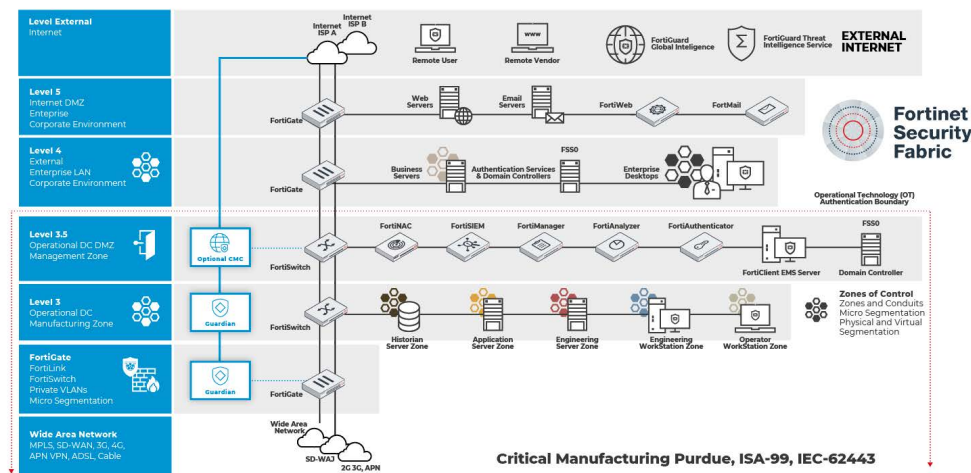 Level External
Internet
Internet
ISP B
Internet
ISP A
Remote User
www
Remote Vendor
FortiGuard
Global Inteligence
FortiGuard Threat
Intelligence Service
EXTERNAL
INTERNET
Level 5
Internet DMZ
Enteprise
Corporate Environment
FortiGate
Web
Servers
Email
Servers
FortiWeb
FortMail
Fortinet
Security
Fabric
Level 4
External
Enterprise LAN
Corporate Environment
FortiGate
Business
Servers
Authentication Services
& Domain Controllers
FSSO
Enterprise
Desktops
Operational Technology (OT)
Authentication Boundary
Level 3.5
Operational DC DMZ
Management Zone
Optional CMC
FortiSwitch
FortiNAC
FortiSIEM
FortiManager
FortiAnalyzer
FortiAuthenticator
FortiClient EMS Server
FSSO
Domain Controller
Level 3
Operational DC
Manufacturing Zone
Guardian
FortiSwitch
Historian
Server Zone
Application
Server Zone
Engineering
Server Zone
Engineering
WorkStation Zone
Operator
WorkStation Zone
Zones of Control
Zones and Conduits
Micro Segmentation
Physical and Virtual
Segmentation
FortiGate
FortiLink
FortiSwitch
Private VLANs
Micro Segmentation
Guardian
FortiGate
Wide Area Network
MPLS, SD-WAN, 3G, 4G,
APN VPN, ADSL, Cable
Wide Area
Network
SD-WAJ
2G 3G, APN
Critical Manufacturing Purdue, ISA-99, IEC-62443